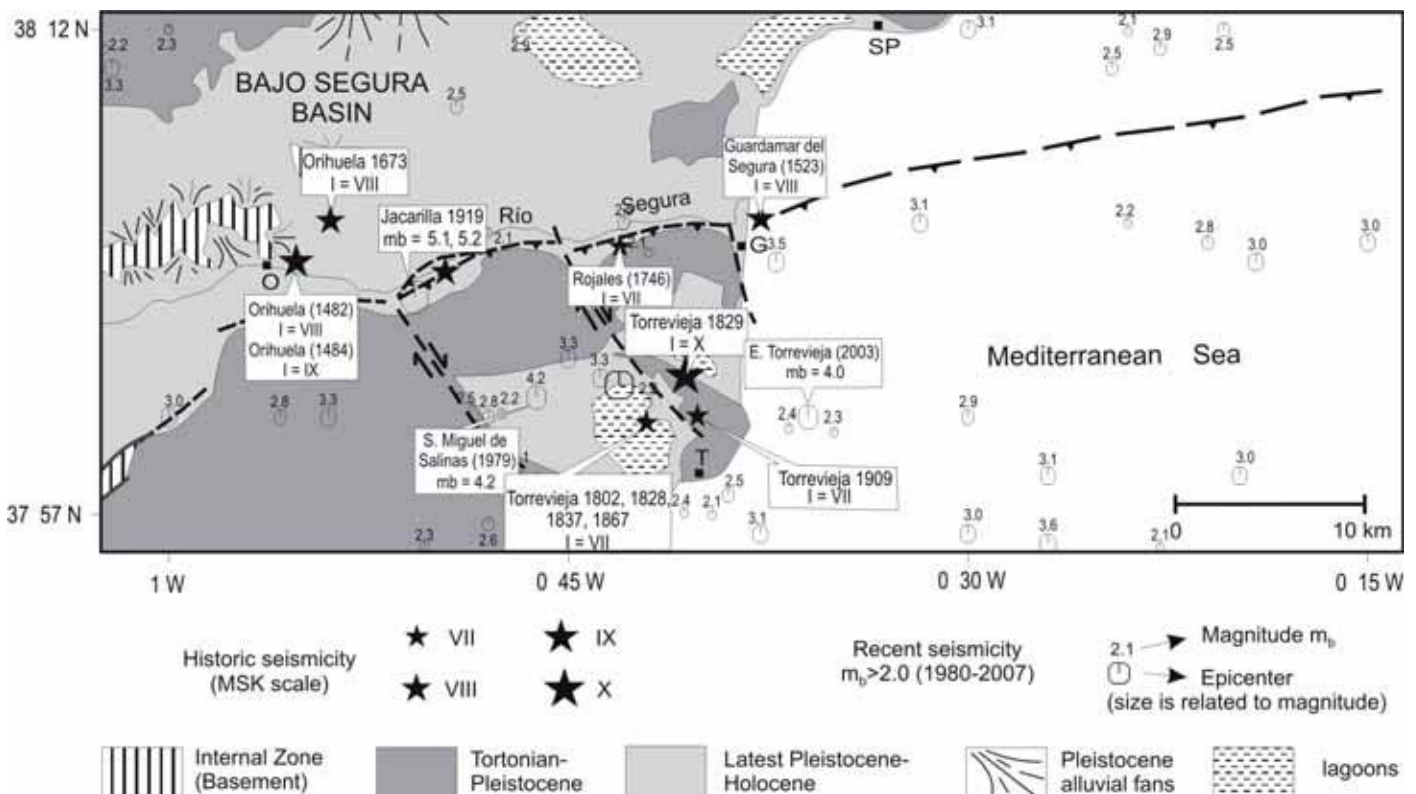 38 12 N
2.2
2.3
3.3
2.9
SP
3.1
2.1
2.9
2.5
2.5
BAJO SEGURA
BASIN
2.5
Orihuela 1673
I = VIII
Guardamar del
Segura (1523)
I = VIII
Jacarilla 1919
mb = 5.1, 5.2
Río
Segura
2.1
2.1
G
3.5
3.1
2.2
2.8
3.0
3.0
O
Orihuela (1482)
I = VIII
Orihuela (1484)
I = IX
Rojales (1746)
I = VII
Torrevieja 1829
I = X
E. Torrevieja (2003)
mb = 4.0
Mediterranean Sea
3.3
3.3
3.0
2.8
3.3
2.5
2.8
2.2
4.2
2.4
2.3
2.9
S. Miguel de
Salinas (1979)
mb = 4.2
T
Torrevieja 1909
I = VII
3.1
3.0
Torrevieja 1802, 1828,
1837, 1867
I = VII
2.5
2.4
2.1
3.1
3.0
3.6
2.1
2.3
2.6
37 57 N
0
10 km
1 W
0 45 W
0 30 W
0 15 W
Historic seismicity
(MSK scale)
VII
IX
VIII
X
Recent seismicity
mb>2.0 (1980-2007)
2.1
Magnitude mb
Epicenter
(size is related to magnitude)
Internal Zone
(Basement)
Tortonian-
Pleistocene
Latest Pleistocene-
Holocene
Pleistocene
alluvial fans
lagoons